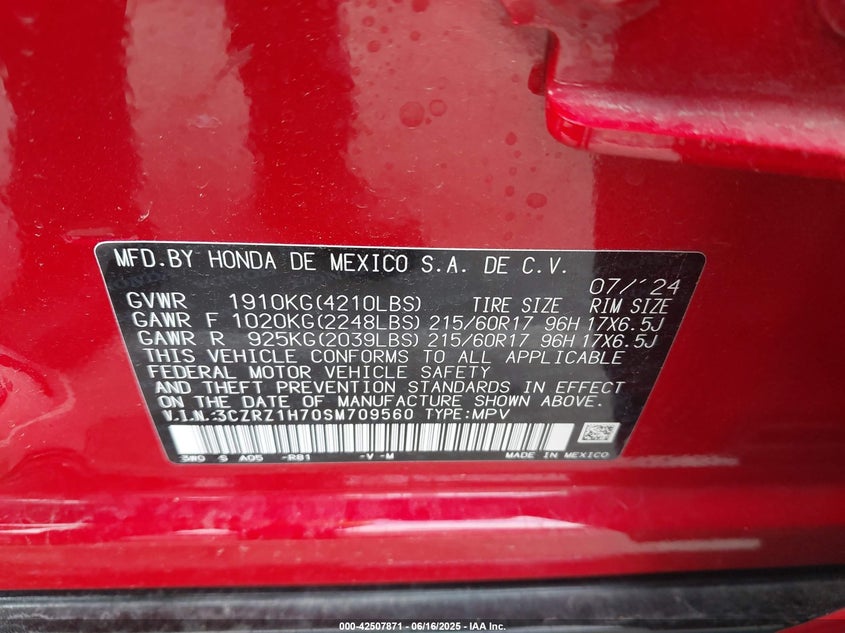 MFD.BY HONDA DE MEXICO S.A. DE C.V.
07/'24
GVWR 1910KG(4210LBS) TIRE SIZE RIM SIZE
GAWR F 1020KG(2248LBS) 215/60R17 96H 17X6.5J
GAWR R 925KG(2039LBS) 215/60R17 96H 17X6.5J
THIS VEHICLE CONFORMS TO ALL APPLICABLE
FEDERAL MOTOR VEHICLE SAFETY
AND THEFT PREVENTION STANDARDS IN EFFECT
ON THE DATE OF MANUFACTURE SHOWN ABOVE.
V.I.N.:3CZRZ1H70SM709560 TYPE:MPV
3W0 S A05 -R81 -V -M MADE IN MEXICO
000-42507871 - 06/16/2025 - IAA Inc.